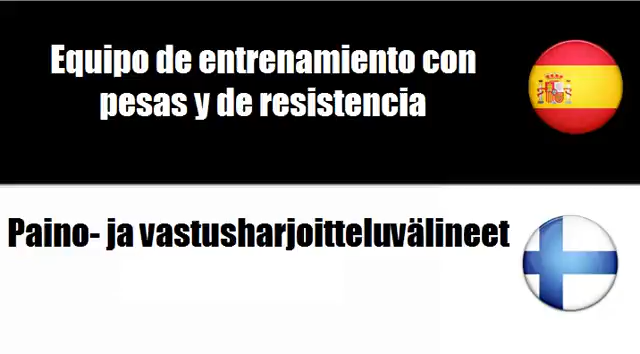 Equipo de entrenamiento con
pesas y de resistencia
Paino- ja vastusharjoitteluvälineet